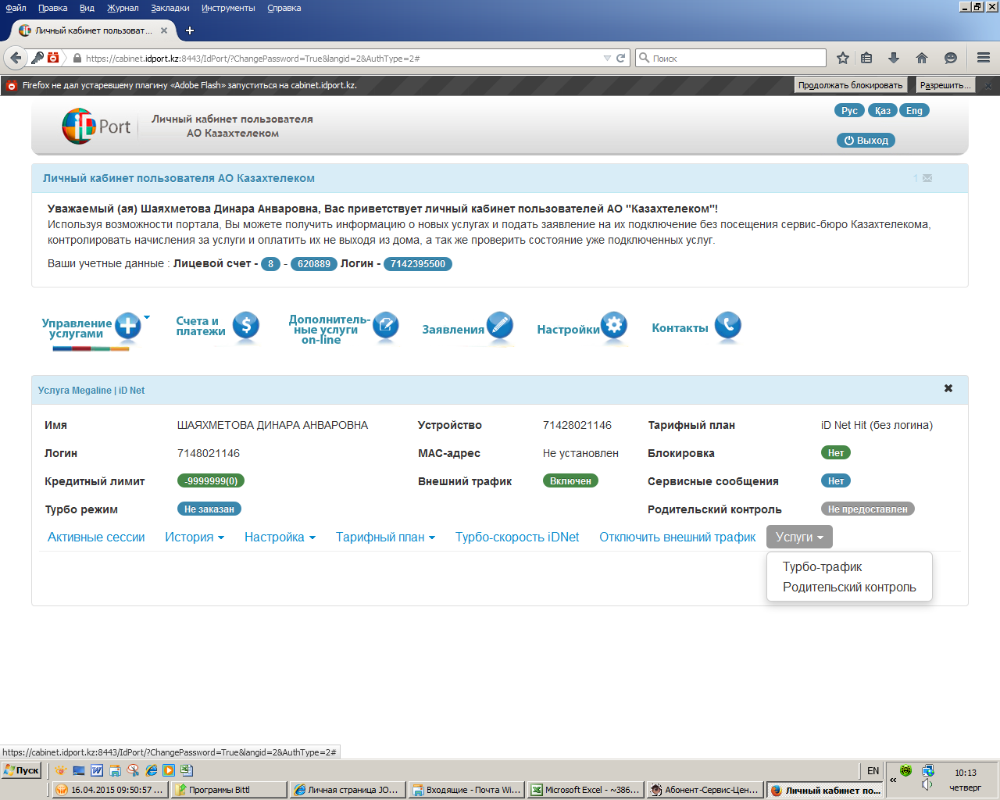 Файл Правка Вид Журнал Закладки Инструменты Справка
Личный кабинет пользоват...
https://cabinet.idport.kz:8443/IdPort/?ChangePassword=True&langid=2&AuthType=2#
Поиск
Firefox не дал устаревшему плагину «Adobe Flash» запуститься на cabinet.idport.kz.
Продолжать блокировать
Разрешить...
iD Port
Личный кабинет пользователя
АО Казахтелеком
Рус Қаз Eng
Выход
Личный кабинет пользователя АО Казахтелеком
1
Уважаемый (ая) Шаяхметова Динара Анваровна, Вас приветствует личный кабинет пользователей АО "Казахтелеком"!
Используя возможности портала, Вы можете получить информацию о новых услугах и подать заявление на их подключение без посещения сервис-бюро Казахтелекома,
контролировать начисления за услуги и оплатить их не выходя из дома, а так же проверить состояние уже подключенных услуг.
Ваши учетные данные : Лицевой счет - 8 - 620889 Логин - 7142395500
Управление
услугами
Счета и
платежи
Дополнитель-
ные услуги
on-line
Заявления
Настройки
Контакты
Услуга Megaline | iD Net
Имя ШАЯХМЕТОВА ДИНАРА АНВАРОВНА Устройство 71428021146 Тарифный план iD Net Hit (без логина)
Логин 7148021146 MAC-адрес Не установлен Блокировка Нет
Кредитный лимит -9999999(0) Внешний трафик Включен Сервисные сообщения Нет
Турбо режим Не заказан Родительский контроль Не предоставлен
Активные сессии История Настройка Тарифный план Турбо-скорость iDNet Отключить внешний трафик Услуги
Турбо-трафик
Родительский контроль
https://cabinet.idport.kz:8443/IdPort/?ChangePassword=True&langid=2&AuthType=2#
Пуск
EN
10:13
четверг
16.04.2015 09:50:57 ...
Программы Bittl
Личная страница JO...
Входящие - Почта Wi...
Microsoft Excel - ~386...
Абонент-Сервис-Цен...
Личный кабинет по...